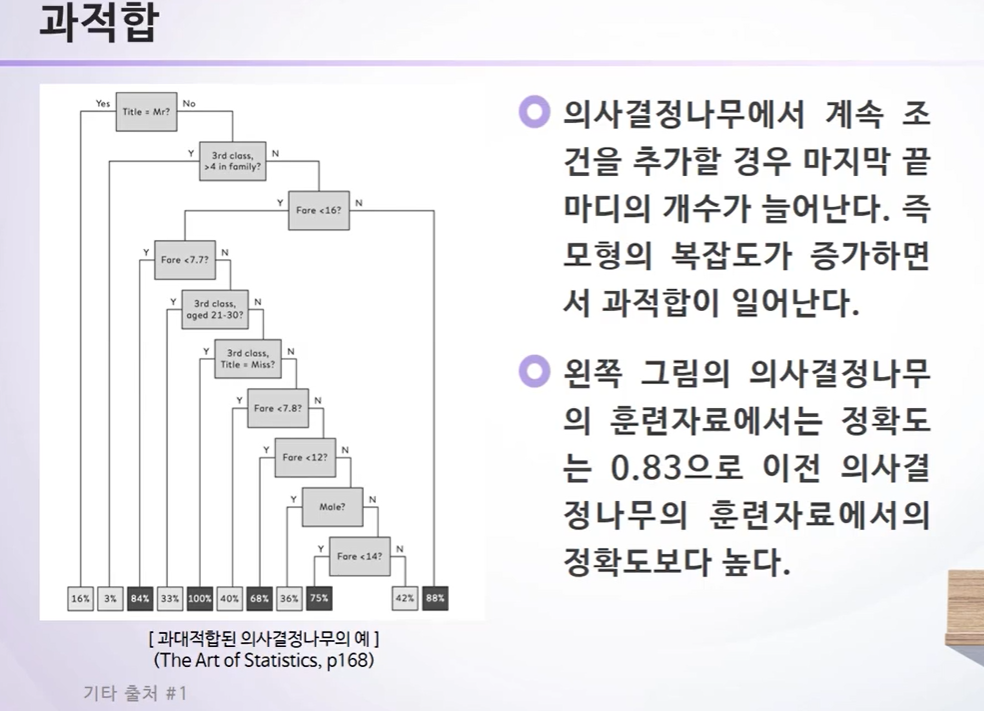 과적합
Yes
Title = Mr?
No
Y
3rd class,
>4 in family?
N
Y
Fare <16?
N
Y
Fare <7.7?
N
Y
3rd class,
aged 21-30?
N
Y
3rd class,
Title = Miss?
N
Y
Fare <7.8?
N
Y
Fare <12?
N
Y
Male?
N
Y
Fare <14?
N
16% 3% 84% 33% 100% 40% 68% 36% 75% 42% 88%
[ 과대적합된 의사결정나무의 예 ]
(The Art of Statistics, p168)
기타 출처 #1
의사결정나무에서 계속 조
건을 추가할 경우 마지막 끝
마디의 개수가 늘어난다. 즉
모형의 복잡도가 증가하면
서 과적합이 일어난다.
왼쪽 그림의 의사결정나무
의 훈련자료에서는 정확도
는 0.83으로 이전 의사결
정나무의 훈련자료에서의
정확도보다 높다.